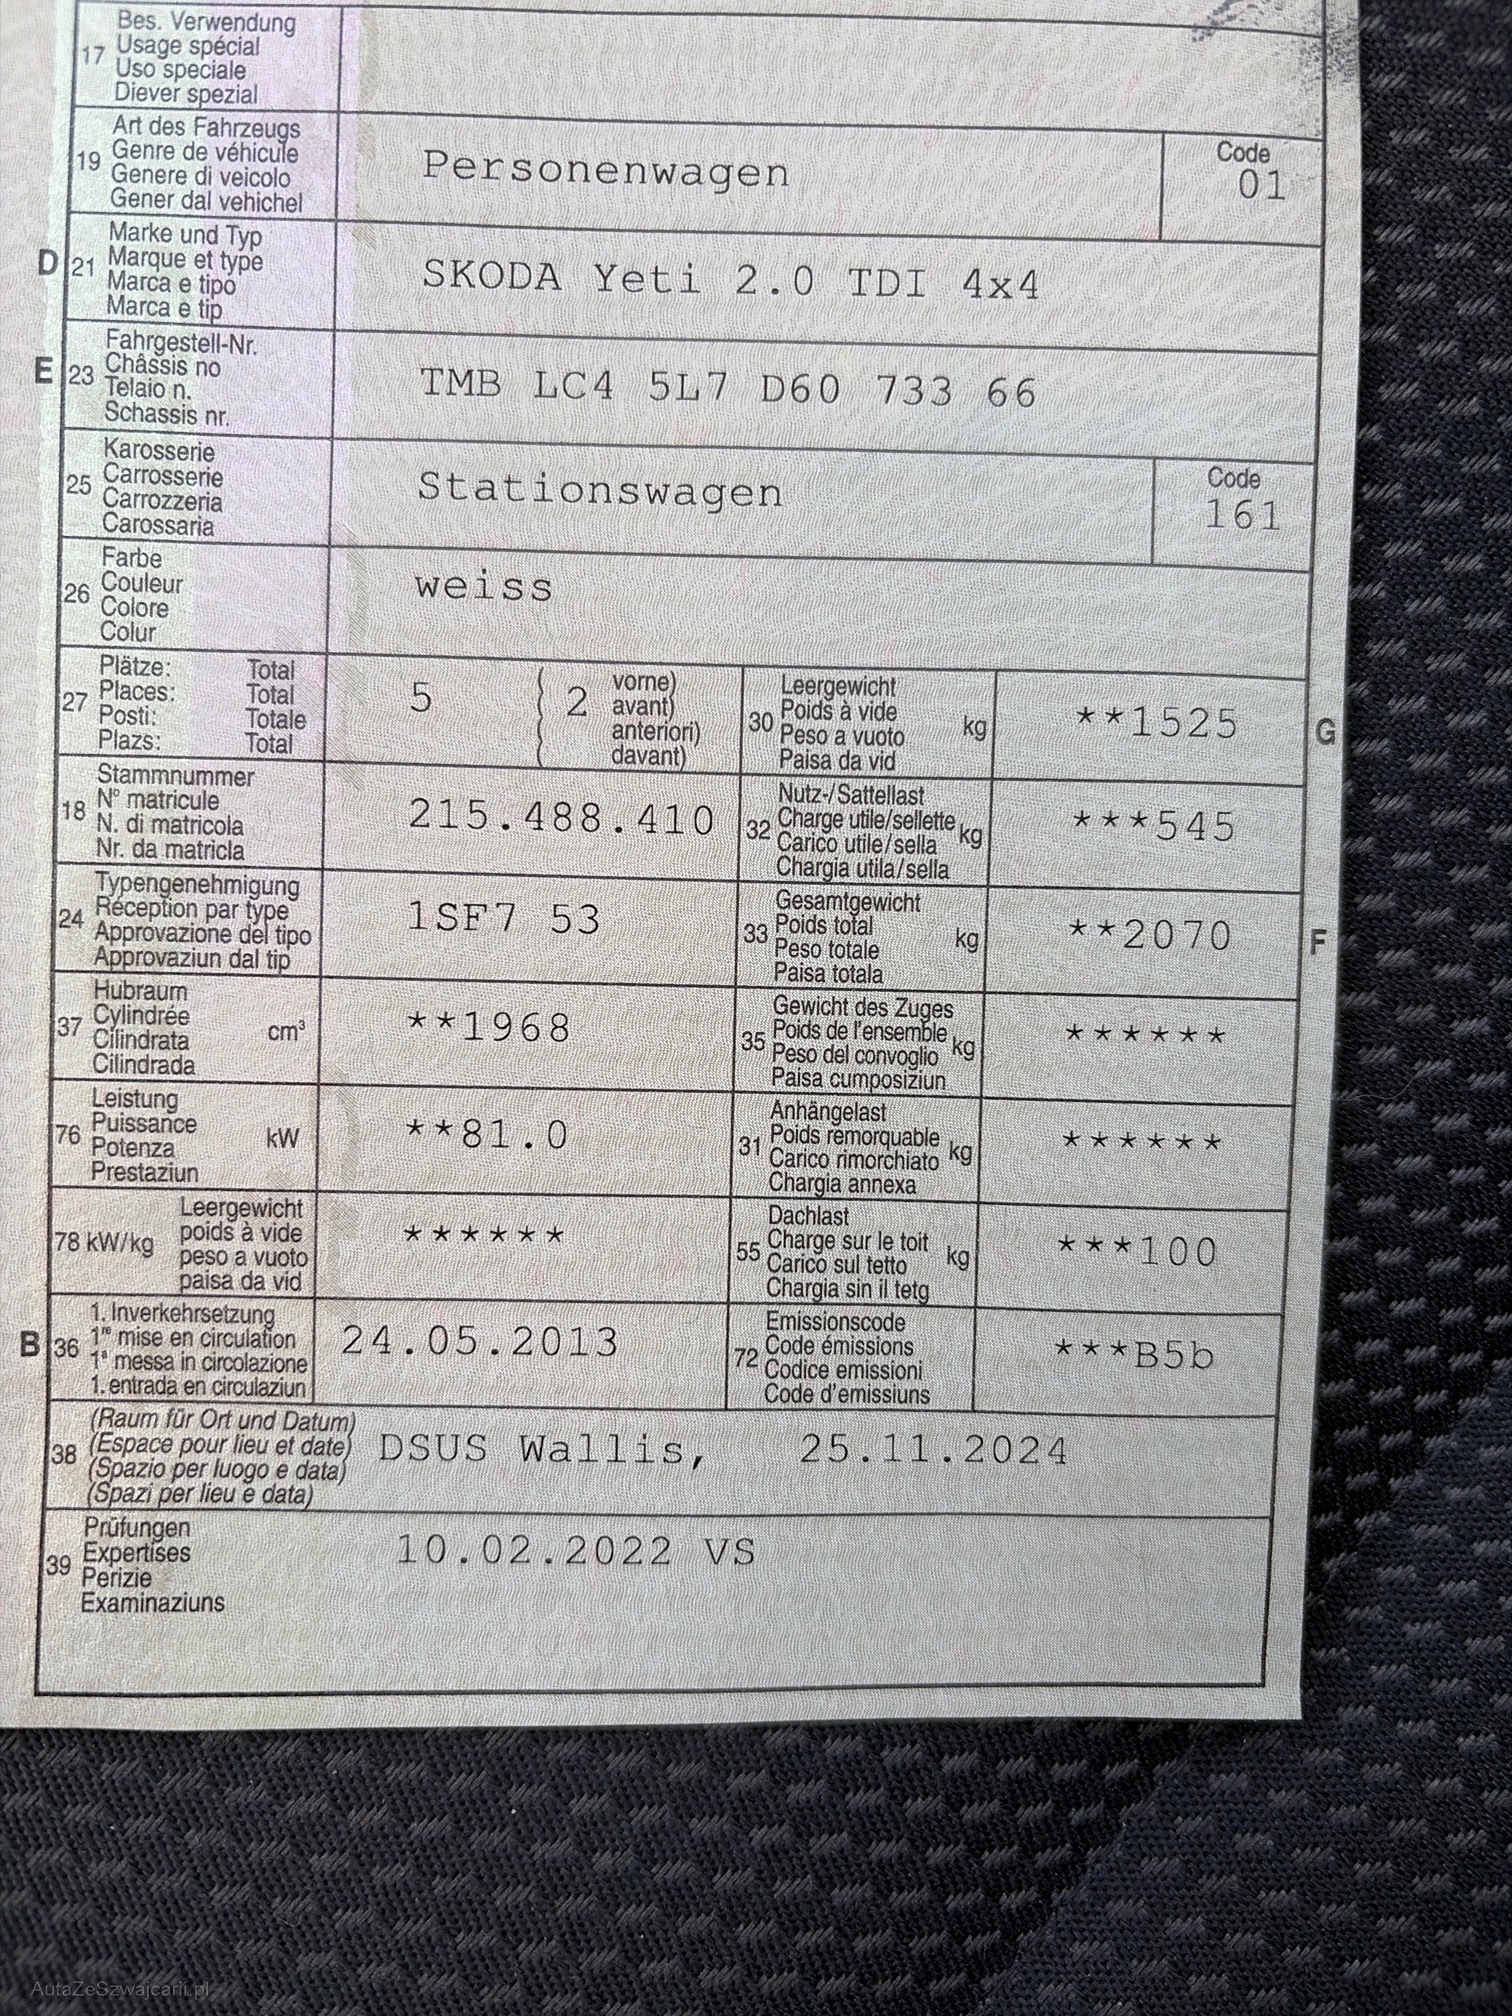 17 Bes. Verwendung
Usage spécial
Uso speciale
Diever spezial
19 Art des Fahrzeugs
Genre de véhicule
Genere di veicolo
Gener dal vehichel
Personenwagen
Code
01
D 21 Marke und Typ
Marque et type
Marca e tipo
Marca e tip
SKODA Yeti 2.0 TDI 4x4
E 23 Fahrgestell-Nr.
Châssis no
Telaio n.
Schassis nr.
TMB LC4 5L7 D60 733 66
25 Karosserie
Carrosserie
Carrozzeria
Carossaria
Stationswagen
Code
161
26 Farbe
Couleur
Colore
Colur
weiss
27 Plätze: Total
Places: Total
Posti: Totale
Plazs: Total
5 ( 2 vorne)
avant)
anteriori)
davant)
30 Leergewicht
Poids à vide kg
Peso a vuoto
Paisa da vid
**1525 G
18 Stammnummer
N° matricule
N. di matricola
Nr. da matricla
215.488.410
32 Nutz-/Sattellast
Charge utile/sellette kg
Carico utile/sella
Chargia utila/sella
***545
24 Typengenehmigung
Réception par type
Approvazione del tipo
Approvaziun dal tip
1SF7 53
33 Gesamtgewicht
Poids total kg
Peso totale
Paisa totala
**2070 F
37 Hubraum
Cylindrée cm³
Cilindrata
Cilindrada
**1968
35 Gewicht des Zuges
Poids de l'ensemble kg
Peso del convoglio
Paisa cumposiziun
******
76 Leistung
Puissance kW
Potenza
Prestaziun
**81.0
31 Anhängelast
Poids remorquable kg
Carico rimorchiato
Chargia annexa
******
78 kW/kg Leergewicht
poids à vide
peso a vuoto
paisa da vid
******
55 Dachlast
Charge sur le toit kg
Carico sul tetto
Chargia sin il tetg
***100
B 36 1. Inverkehrsetzung
1re mise en circulation
1a messa in circolazione
1. entrada en circulaziun
24.05.2013
72 Emissionscode
Code émissions
Codice emissioni
Code d'emissiuns
***B5b
38 (Raum für Ort und Datum)
(Espace pour lieu et date)
(Spazio per luogo e data)
(Spazi per lieu e data)
DSUS Wallis, 25.11.2024
39 Prüfungen
Expertises
Perizie
Examinaziuns
10.02.2022 VS
AutaZeSzwajcarii.pl